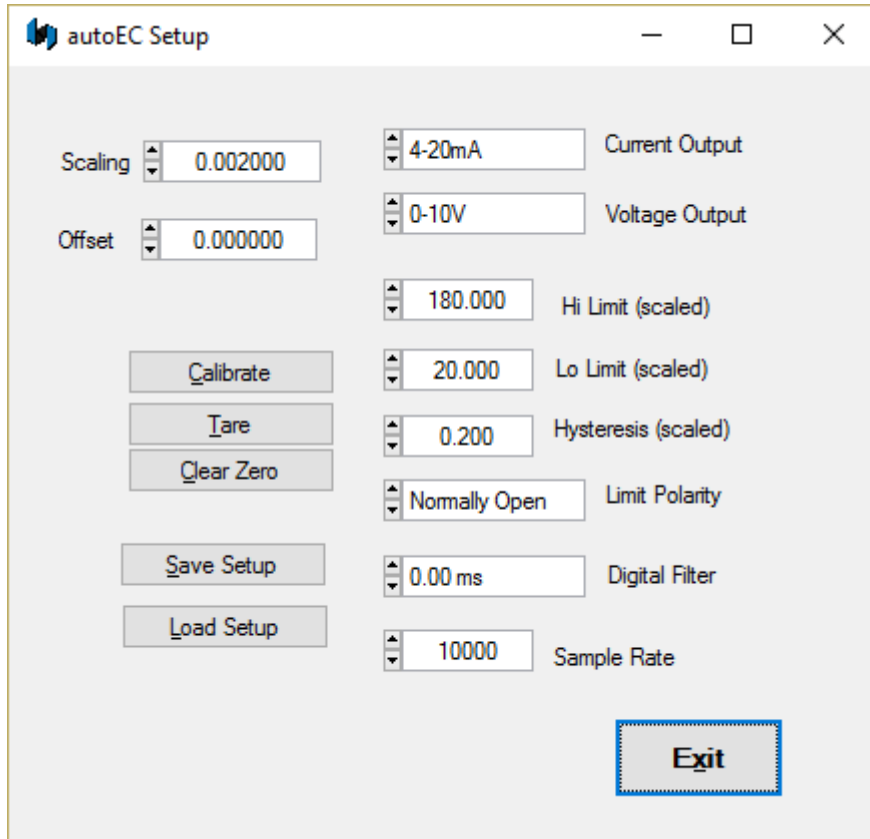 autoEC Setup
Scaling 0.002000
4-20mA Current Output
Offset 0.000000
0-10V Voltage Output
180.000 Hi Limit (scaled)
Calibrate
20.000 Lo Limit (scaled)
Tare
0.200 Hysteresis (scaled)
Clear Zero
Normally Open Limit Polarity
Save Setup
0.00 ms Digital Filter
Load Setup
10000 Sample Rate
Exit